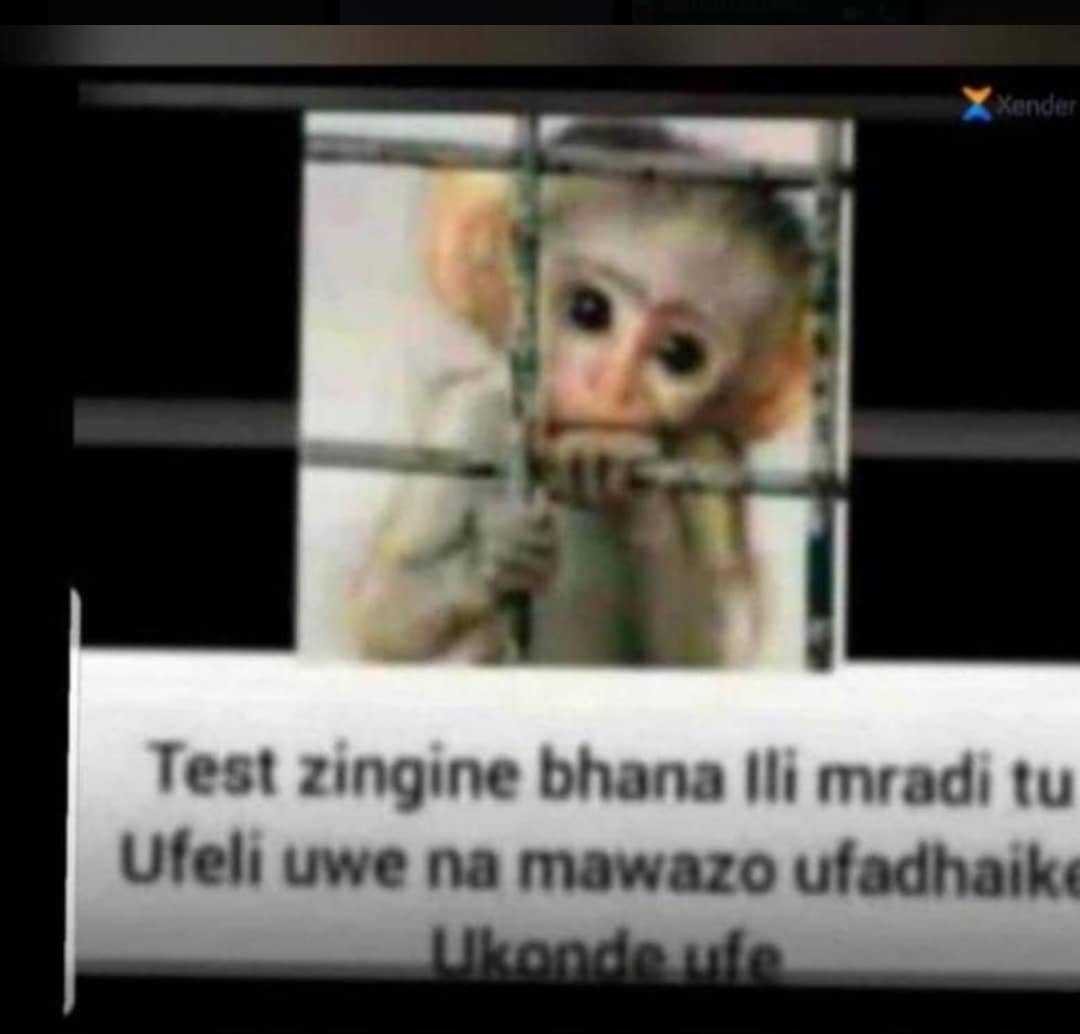 Xender
Test zingine bhana Ili mradi tu
Ufeli uwe na mawazo ufadhaike
Ukonde ufe